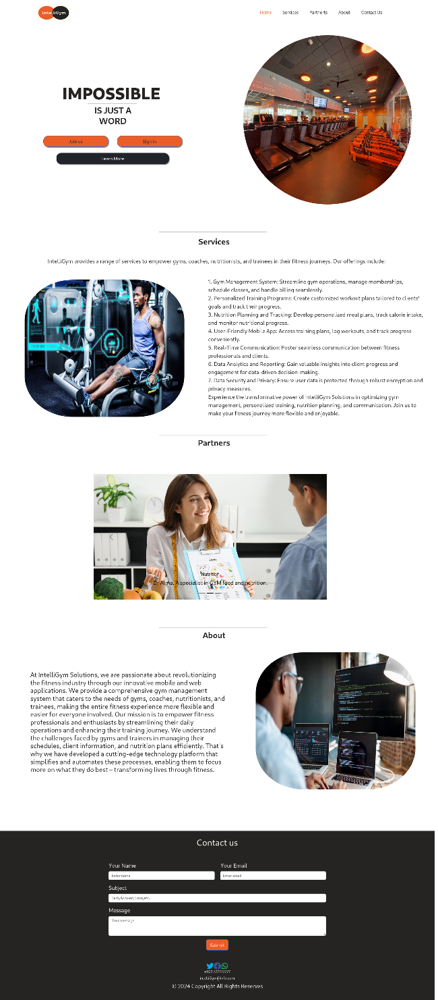 IntelliGym
Home
Services
Partnerts
About
Contact Us
IMPOSSIBLE
IS JUST A
WORD
Join us
Sign in
Learn More
Services
IntelliGym provides a range of services to empower gyms, coaches, nutritionists, and trainees in their fitness journeys. Our offerings include:
1. Gym Management System: Streamline gym operations, manage memberships,
schedule classes, and handle billing seamlessly.
2. Personalized Training Programs: Create customized workout plans tailored to clients'
goals and track their progress.
3. Nutrition Planning and Tracking: Develop personalized meal plans, track calorie intake,
and monitor nutritional progress.
4. User-Friendly Mobile App: Access training plans, log workouts, and track progress
conveniently.
5. Real-Time Communication: Foster seamless communication between fitness
professionals and clients.
6. Data Analytics and Reporting: Gain valuable insights into client progress and
engagement for data-driven decision-making.
7. Data Security and Privacy: Ensure user data is protected through robust encryption and
privacy measures.
Experience the transformative power of IntelliGym Solutions in optimizing gym
management, personalized training, nutrition planning, and communication. Join us to
make your fitness journey more flexible and enjoyable.
Partners
Nutrition
Dr Alma, A specialist in GYM food and nutrition.
About
At IntelliGym Solutions, we are passionate about revolutionizing
the fitness industry through our innovative mobile and web
applications. We provide a comprehensive gym management
system that caters to the needs of gyms, coaches, nutritionists, and
trainees, making the entire fitness experience more flexible and
easier for everyone involved. Our mission is to empower fitness
professionals and enthusiasts by streamlining their daily
operations and enhancing their training journey. We understand
the challenges faced by gyms and trainers in managing their
schedules, client information, and nutrition plans efficiently. That's
why we have developed a cutting-edge technology platform that
simplifies and automates these processes, enabling them to focus
more on what they do best – transforming lives through fitness.
Contact us
Your Name
Your Email
Enter name
Enter email
Subject
Tech,Account,Error,etc..
Message
Your message
Submit
intelliGym@info.com
© 2024 Copyright All Rights Reserves